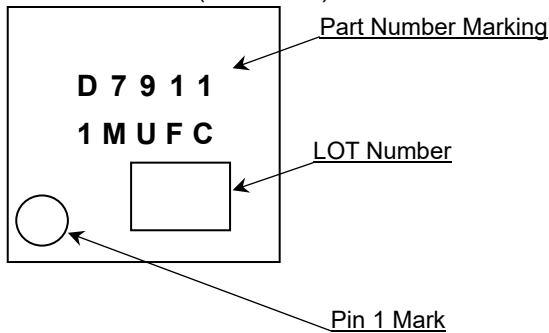 Part Number Marking
D 7 9 1 1
1 M U F C
LOT Number
Pin 1 Mark